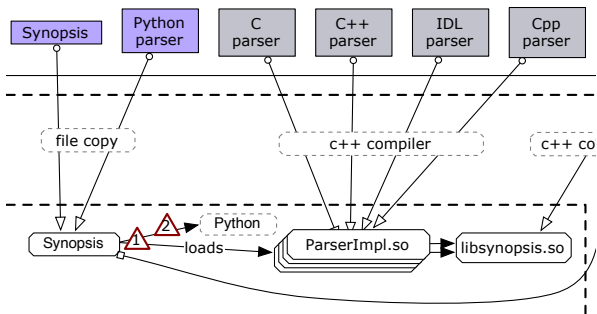 Synopsis
Python
parser
C
parser
C++
parser
IDL
parser
Cpp
parser
file copy
c++ compiler
c++ co
Synopsis
1
2
Python
loads
ParserImpl.so
libsynopsis.so